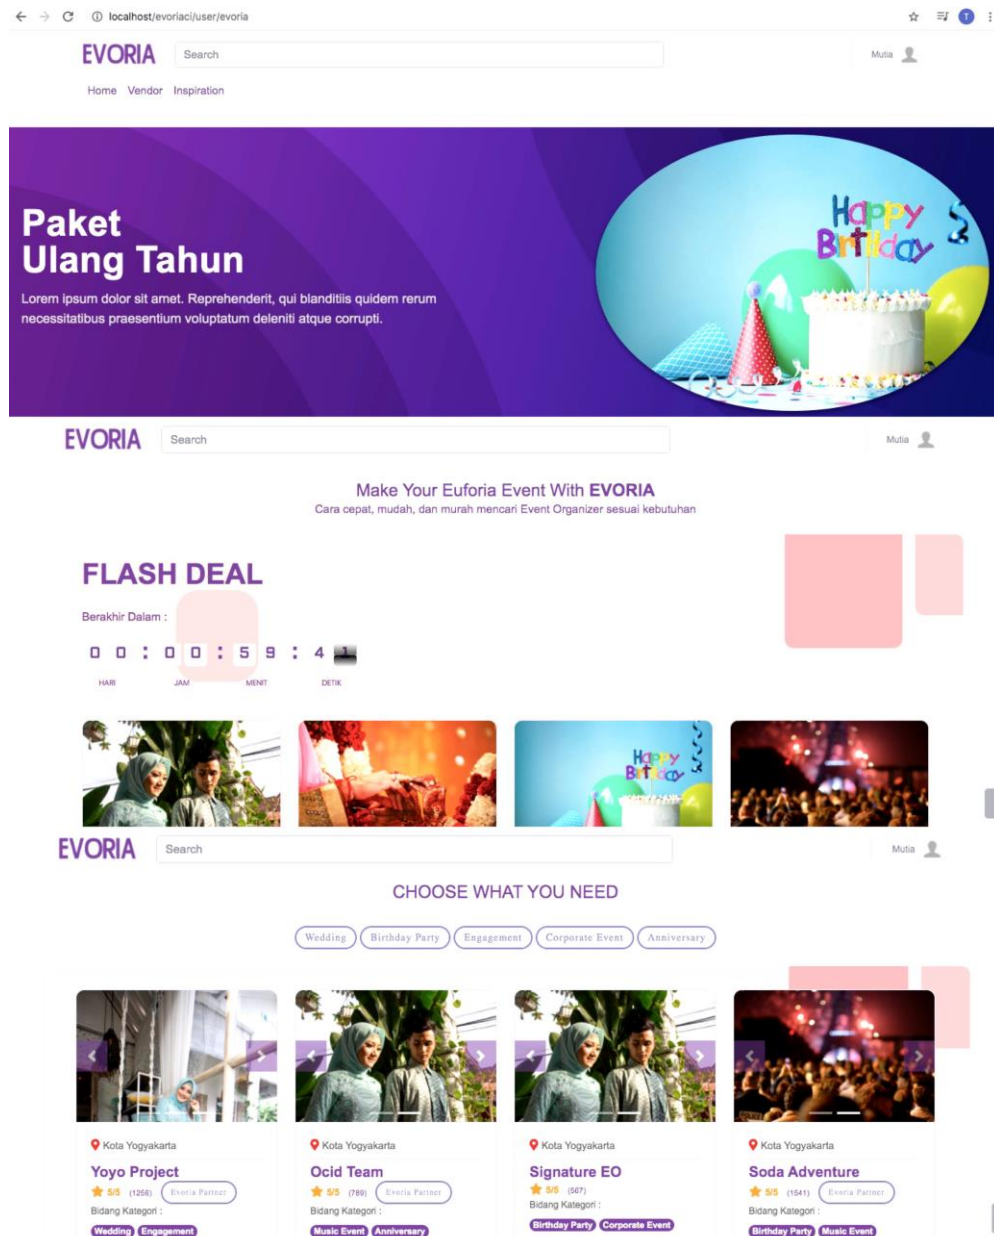 localhost/evoriaci/user/evoria
T
EVORIA
Search
Mutia
Home Vendor Inspiration
Paket
Ulang Tahun
Lorem ipsum dolor sit amet. Reprehenderit, qui blanditiis quidem rerum
necessitatibus praesentium voluptatum deleniti atque corrupti.
Happy
Birthday
EVORIA
Search
Mutia
Make Your Euforia Event With EVORIA
Cara cepat, mudah, dan murah mencari Event Organizer sesuai kebutuhan
FLASH DEAL
Berakhir Dalam :
0 0 : 0 0 : 5 9 : 4 1
HARI JAM MENIT DETIK
Happy
Birthday
EVORIA
Search
Mutia
CHOOSE WHAT YOU NEED
Wedding Birthday Party Engagement Corporate Event Anniversary
Kota Yogyakarta
Yoyo Project
5/5 (1256) Evoria Partner
Bidang Kategori :
Wedding Engagement
Kota Yogyakarta
Ocid Team
5/5 (789) Evoria Partner
Bidang Kategori :
Music Event Anniversary
Kota Yogyakarta
Signature EO
5/5 (567)
Bidang Kategori :
Birthday Party Corporate Event
Kota Yogyakarta
Soda Adventure
5/5 (1541) Evoria Partner
Bidang Kategori :
Birthday Party Music Event